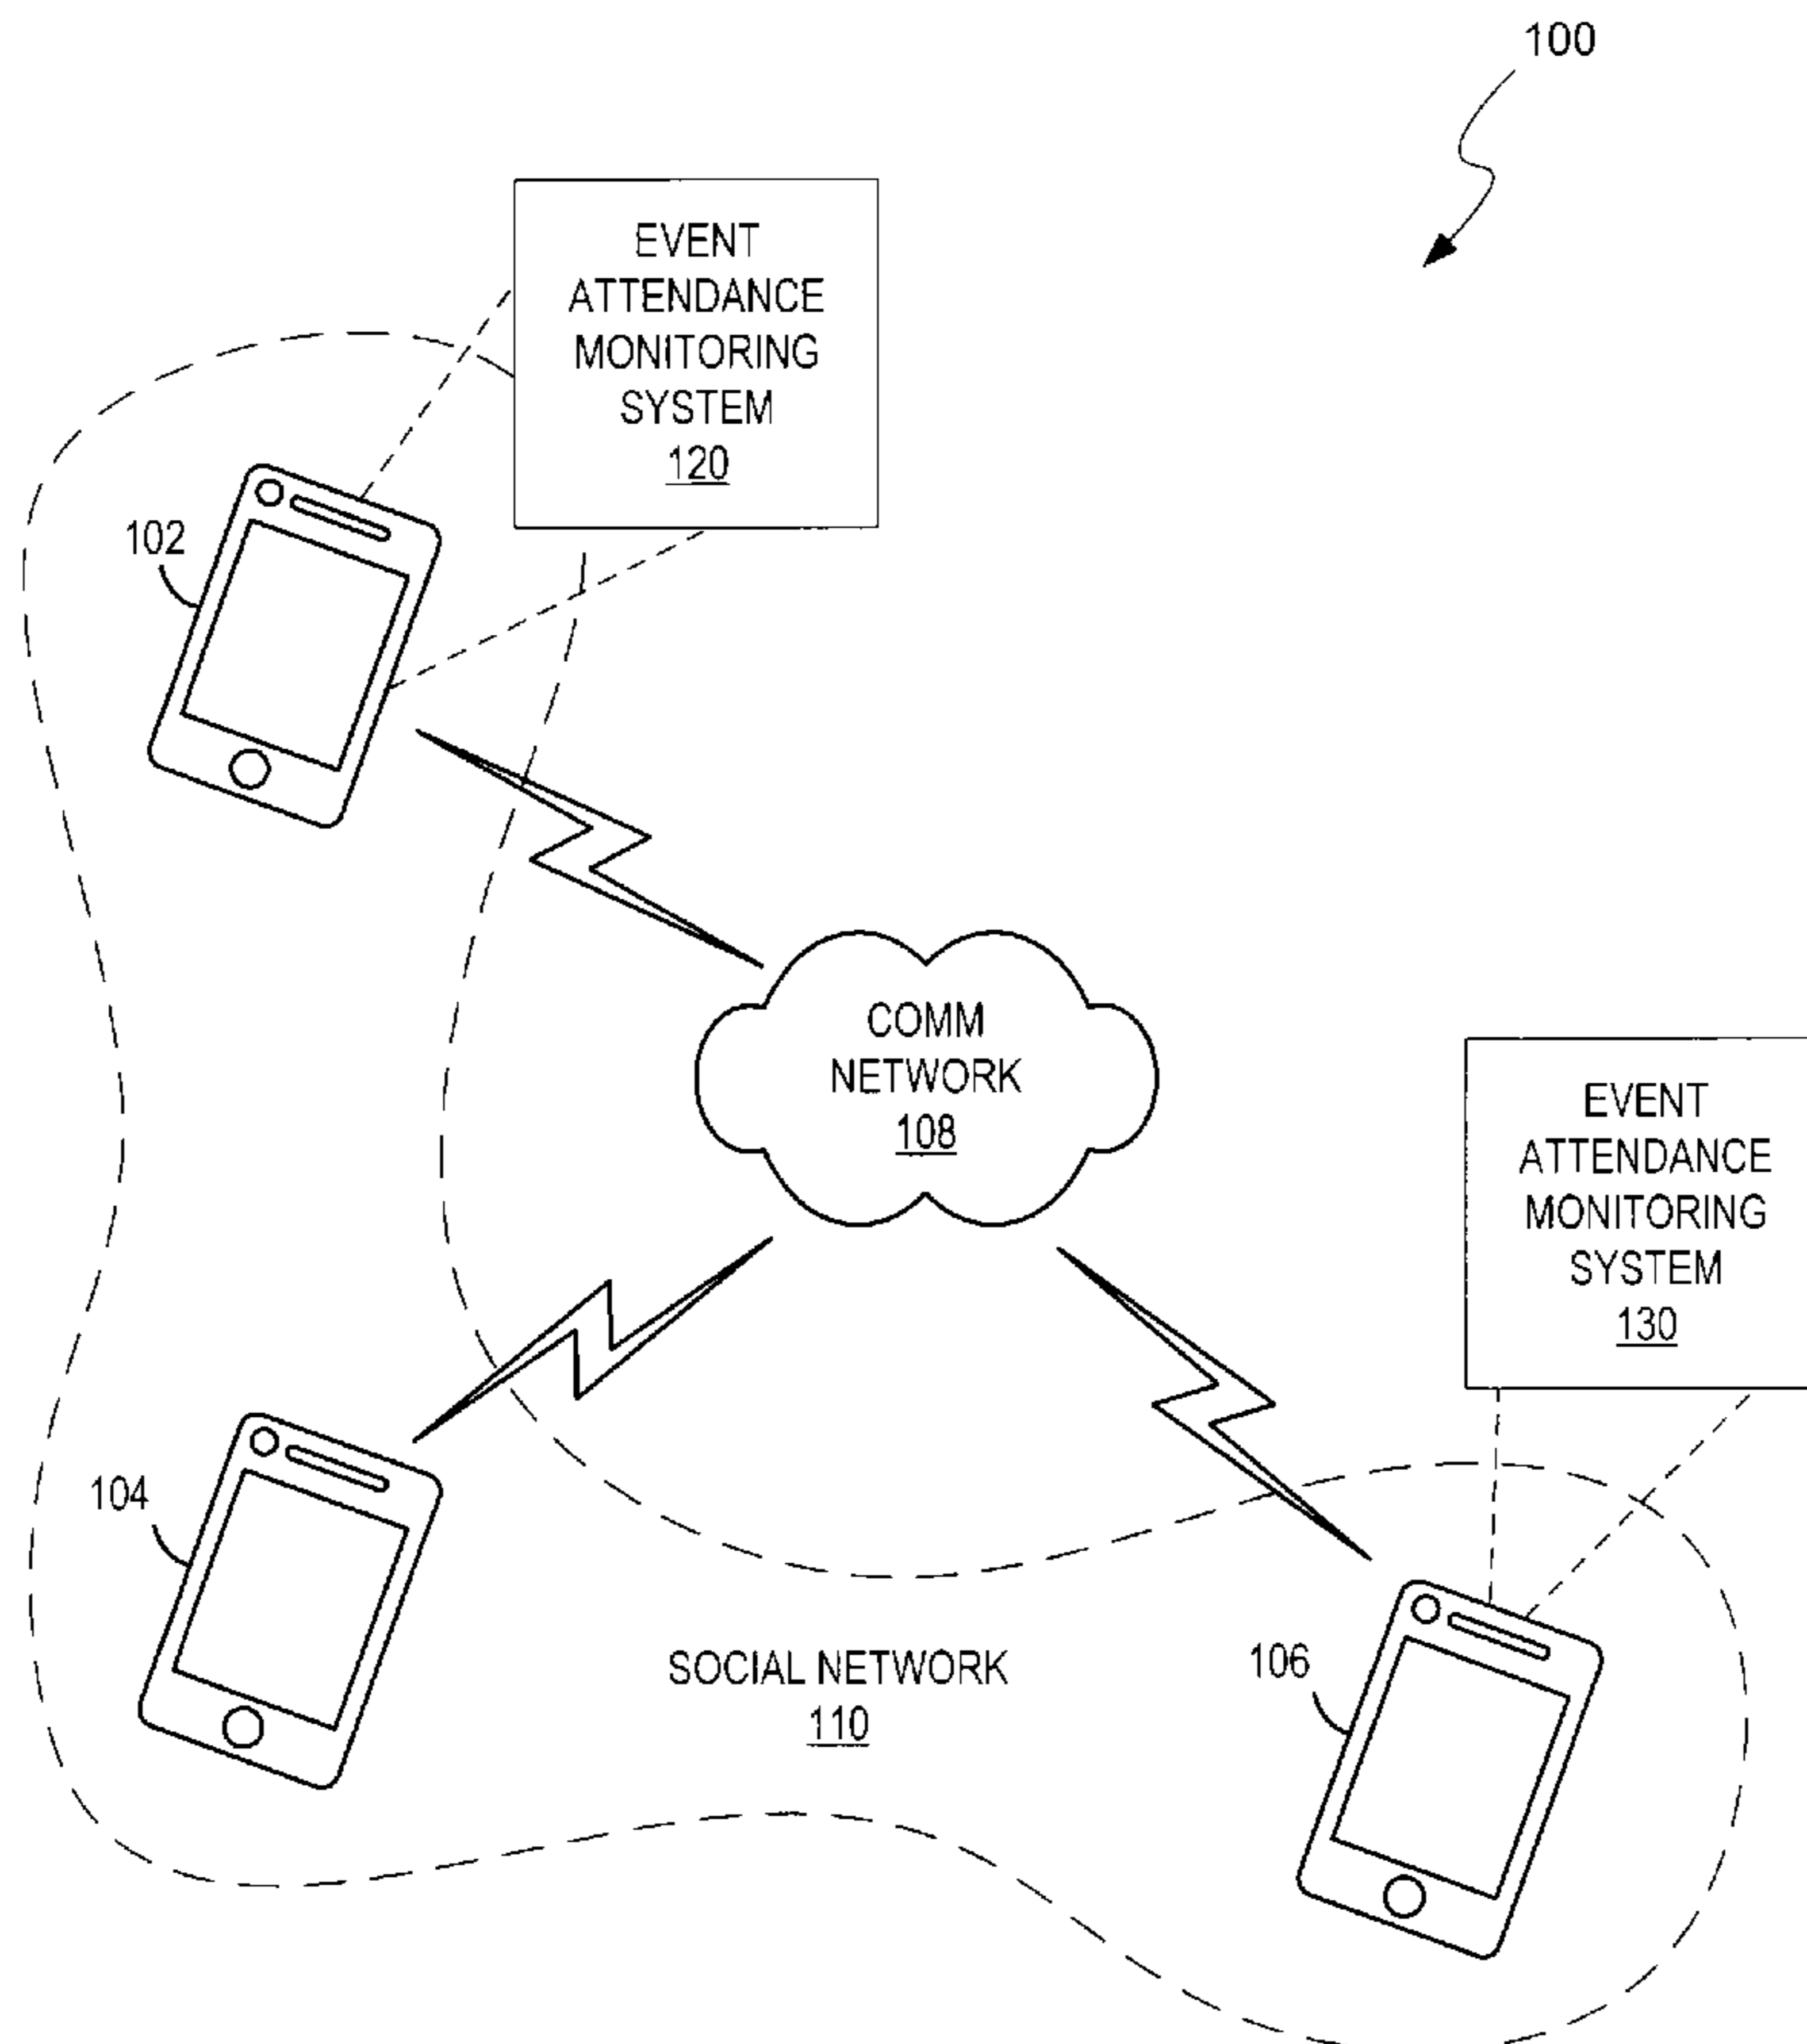 100
EVENT
ATTENDANCE
MONITORING
SYSTEM
120
102
COMM
NETWORK
108
EVENT
ATTENDANCE
MONITORING
SYSTEM
130
104
SOCIAL NETWORK
110
106